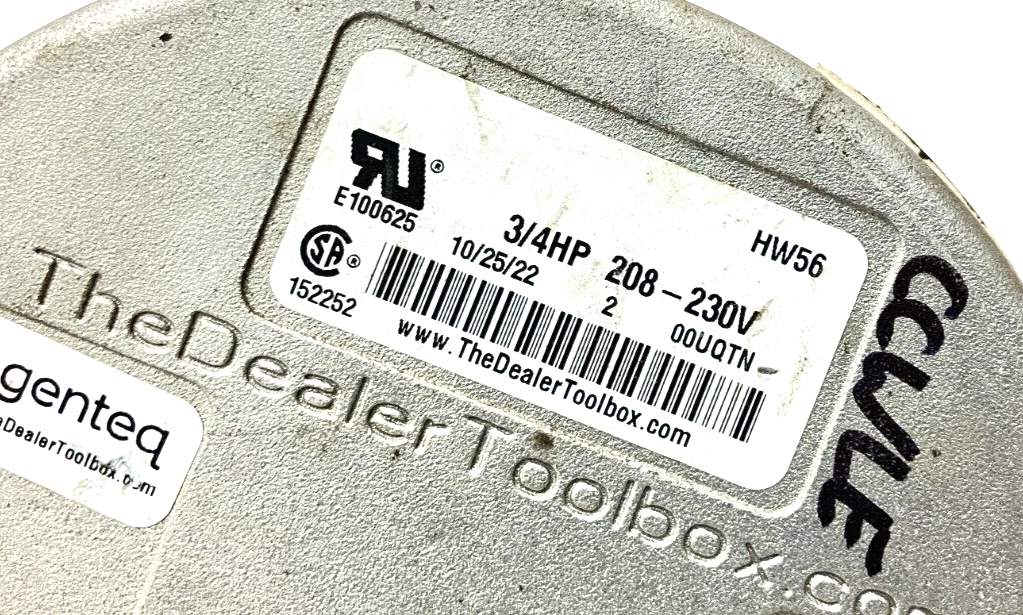 E100625
HW56
3/4HP 208-230V
10/25/22 2 00UQTN
152252
www.TheDealerToolbox.com
TheDealerToolbox.co
genteq
DealerToolbox.com
CCWLE